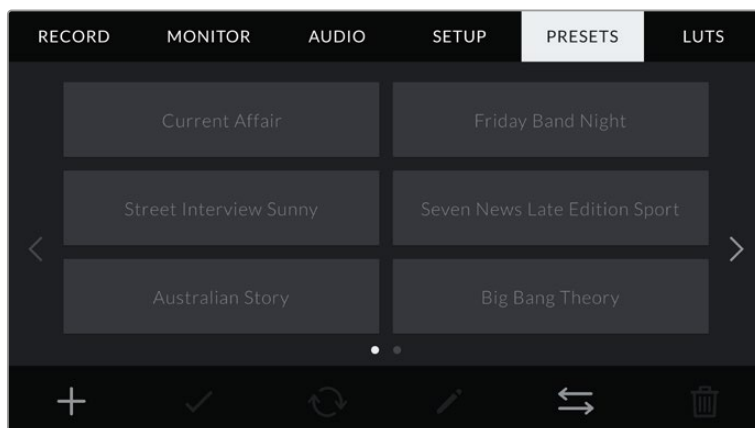 RECORD MONITOR AUDIO SETUP PRESETS LUTS
Current Affair Friday Band Night
Street Interview Sunny Seven News Late Edition Sport
Australian Story Big Bang Theory